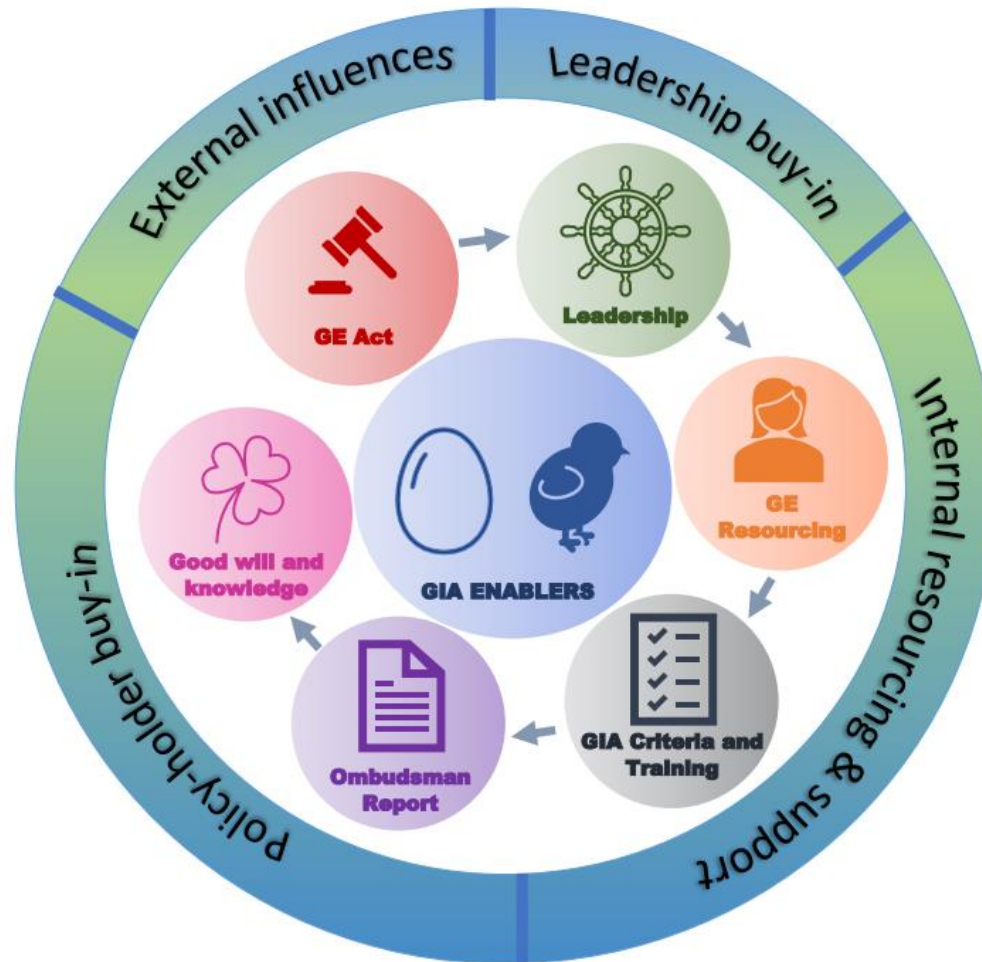 External influences
Leadership buy-in
Internal resourcing & support
Policy-holder buy-in
GE Act
Leadership
GE
Resourcing
GIA Criteria and
Training
Ombudsman
Report
Good will and
knowledge
GIA ENABLERS